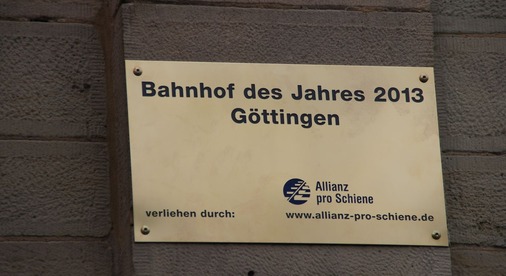 Bahnhof des Jahres 2013
Göttingen
Allianz
pro Schiene
verliehen durch: www.allianz-pro-schiene.de